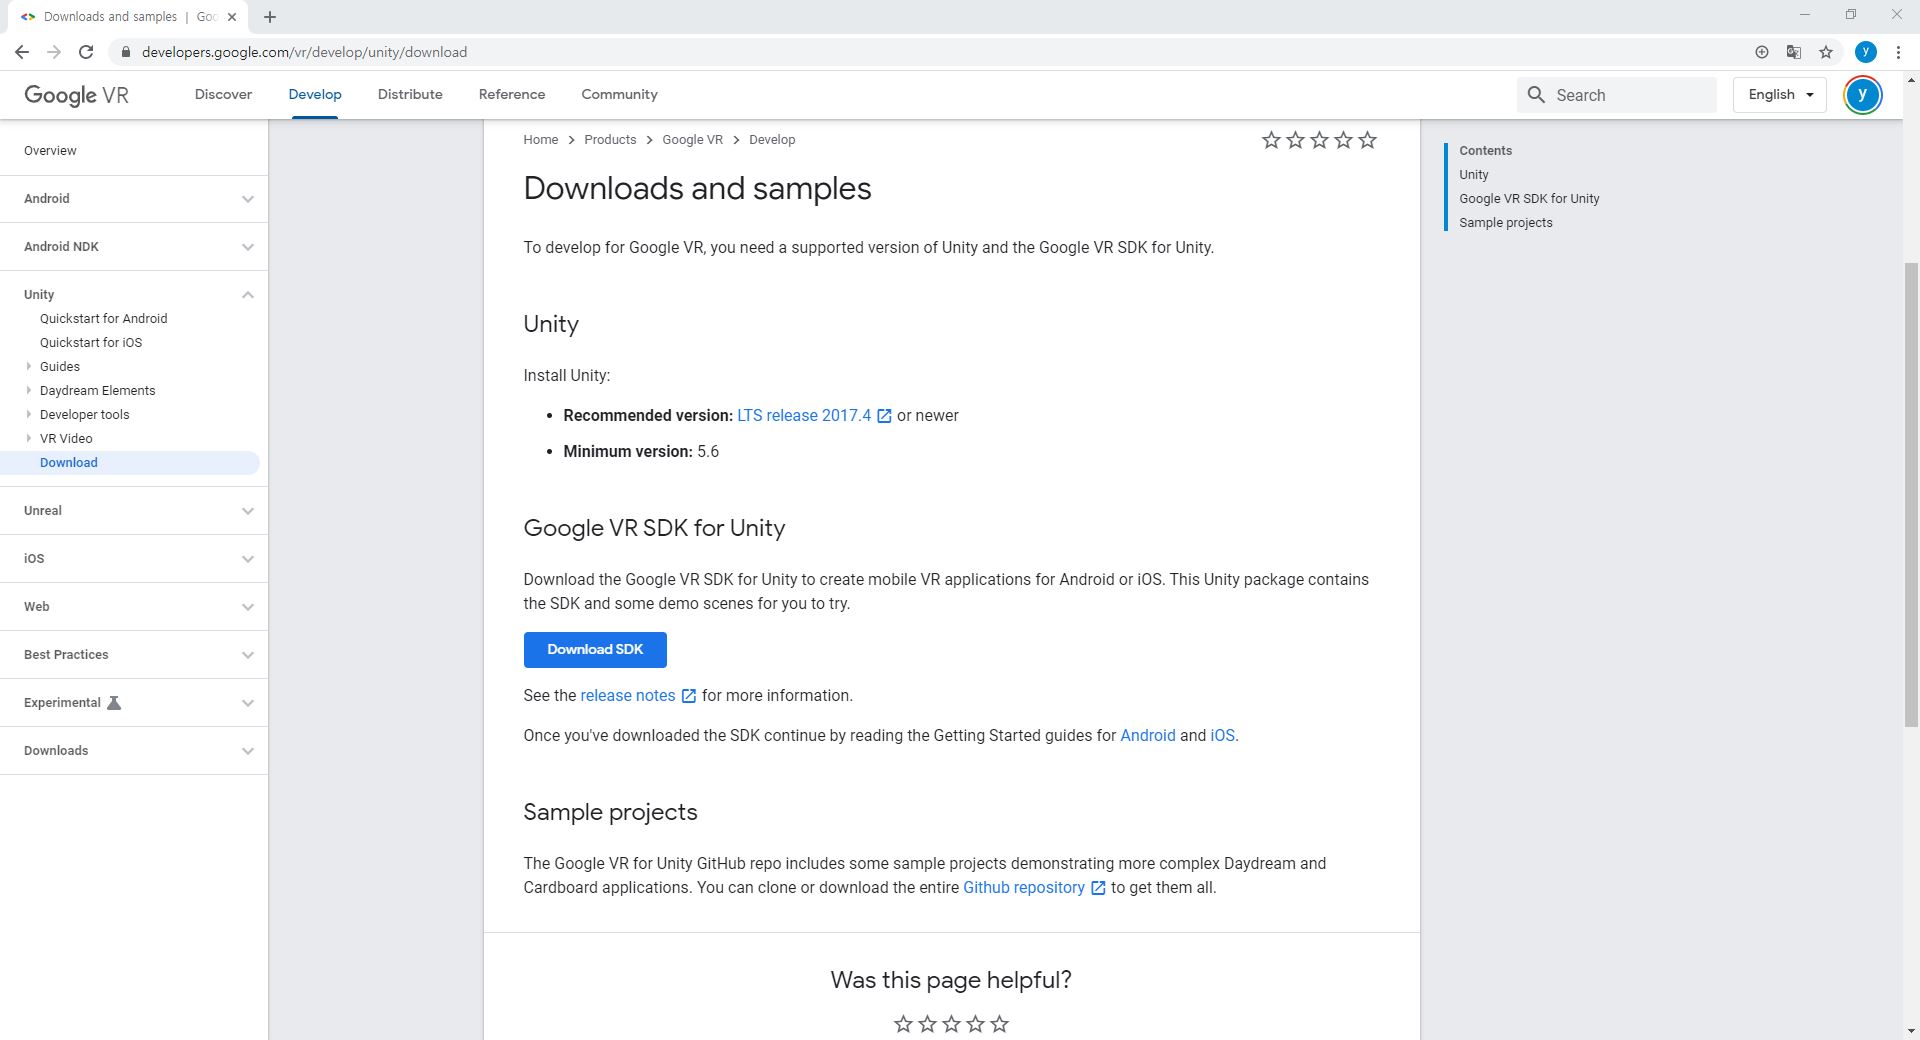 Downloads and samples | Goo
developers.google.com/vr/develop/unity/download
y
Google VR
Discover
Develop
Distribute
Reference
Community
Search
English
y
Overview
Android
Android NDK
Unity
Quickstart for Android
Quickstart for iOS
Guides
Daydream Elements
Developer tools
VR Video
Download
Unreal
iOS
Web
Best Practices
Experimental
Downloads
Home > Products > Google VR > Develop
Downloads and samples
To develop for Google VR, you need a supported version of Unity and the Google VR SDK for Unity.
Unity
Install Unity:
• Recommended version: LTS release 2017.4 or newer
• Minimum version: 5.6
Google VR SDK for Unity
Download the Google VR SDK for Unity to create mobile VR applications for Android or iOS. This Unity package contains
the SDK and some demo scenes for you to try.
Download SDK
See the release notes for more information.
Once you've downloaded the SDK continue by reading the Getting Started guides for Android and iOS.
Sample projects
The Google VR for Unity GitHub repo includes some sample projects demonstrating more complex Daydream and
Cardboard applications. You can clone or download the entire Github repository to get them all.
Was this page helpful?
Contents
Unity
Google VR SDK for Unity
Sample projects